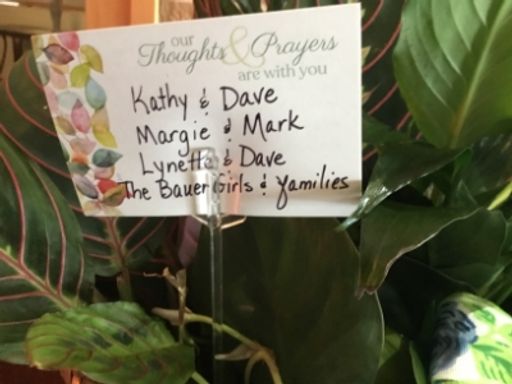 our
Thoughts & Prayers
are with you
Kathy & Dave
Margie & Mark
Lynette & Dave
The Bauer Girls & Families